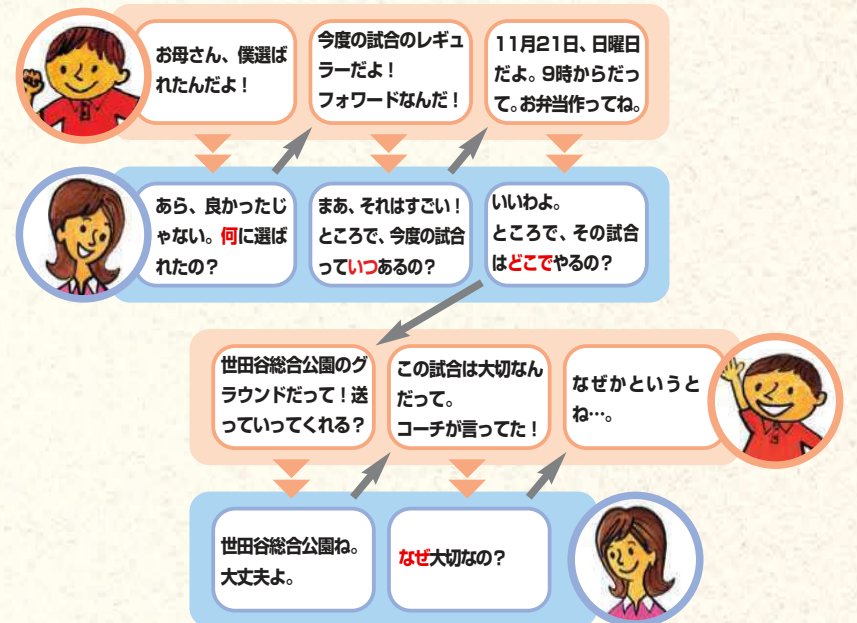 お母さん、僕選ば
れたんだよ！
あら、良かったじ
ゃない。何に選ば
れたの？
今度の試合のレギュ
ラーだよ！
フォワードなんだ！
まあ、それはすごい！
ところで、今度の試合
っていつあるの？
11月21日、日曜日
だよ。9時からだっ
て。お弁当作ってね。
いいわよ。
ところで、その試合
はどこでやるの？
世田谷総合公園のグ
ラウンドだって！送
っていってくれる？
世田谷総合公園ね。
大丈夫よ。
この試合は大切なん
だって。
コーチが言ってた！
なぜ大切なの？
なぜかというと
ね…。